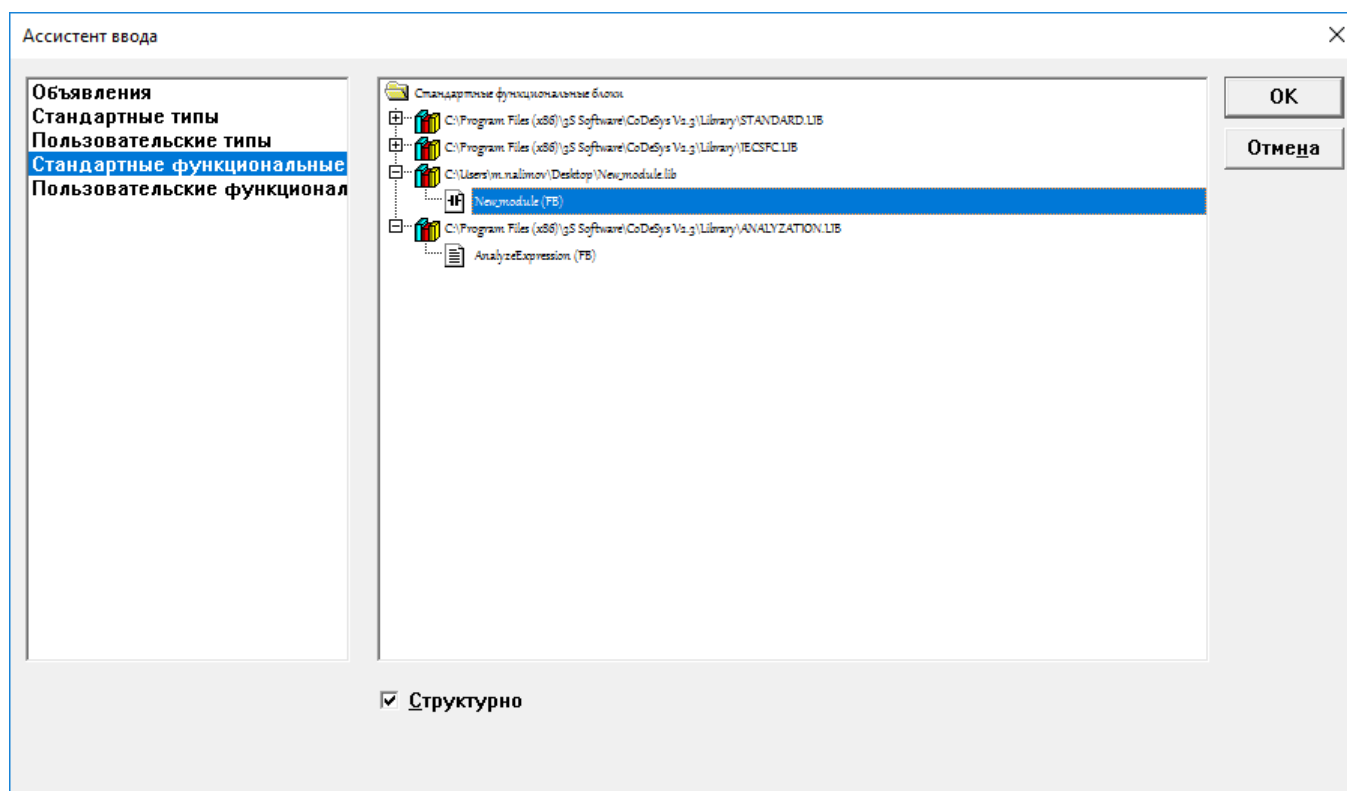 Ассистент ввода
Объявления
Стандартные типы
Пользовательские типы
Стандартные функциональные
Пользовательские функционал
Стандартные функциональные блоки
C:\Program Files (x86)\3S Software\CoDeSys V2.3\Library\STANDARD.LIB
C:\Program Files (x86)\3S Software\CoDeSys V2.3\Library\IECSFC.LIB
C:\Users\m.nalimov\Desktop\New_module.lib
New_module (FB)
C:\Program Files (x86)\3S Software\CoDeSys V2.3\Library\ANALYZATION.LIB
AnalyzeExpression (FB)
OK
Отмена
Структурно